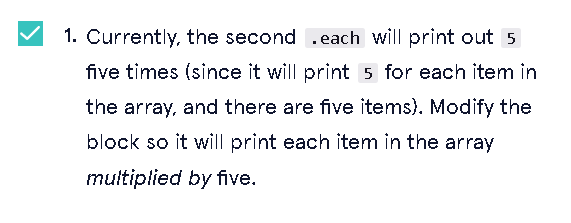 1. Currently, the second .each will print out 5
five times (since it will print 5 for each item in
the array, and there are five items). Modify the
block so it will print each item in the array
multiplied by five.